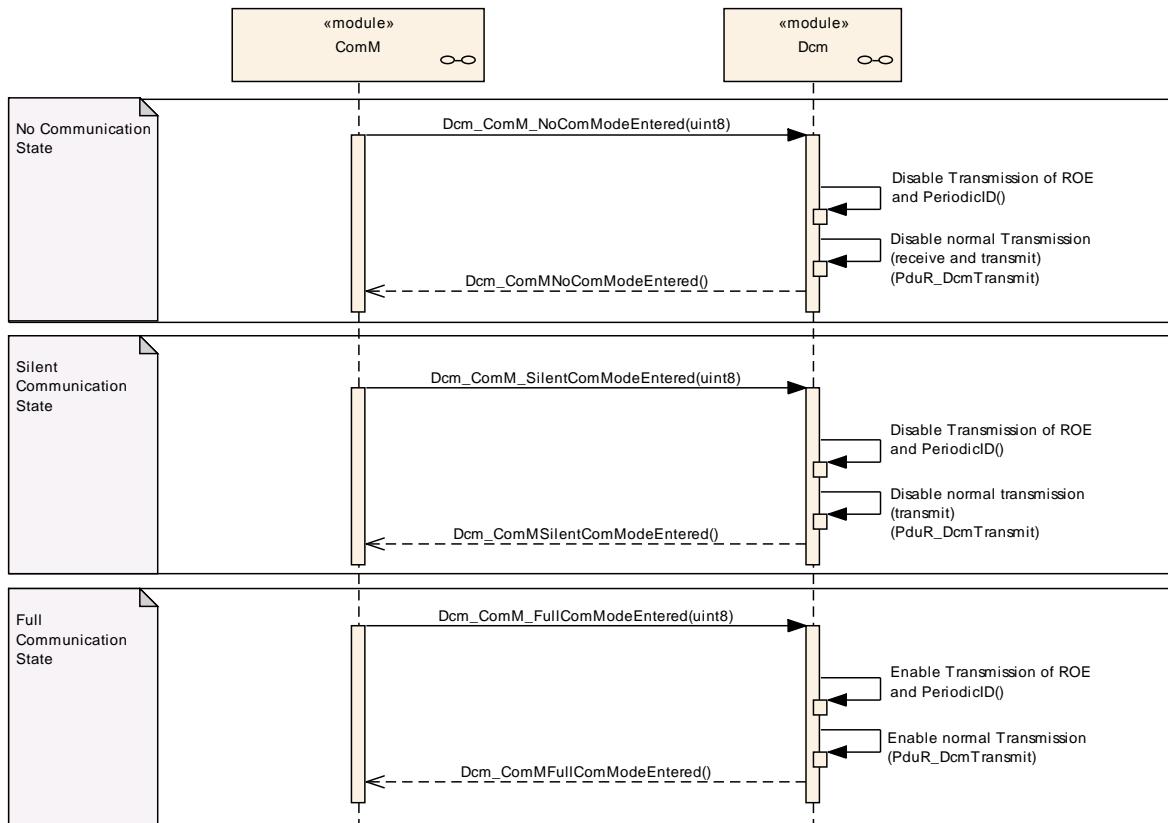 «module»
ComM
«module»
Dcm
No Communication
State
Dcm_ComM_NoComModeEntered(uint8)
Disable Transmission of ROE
and PeriodicID()
Disable normal Transmission
(receive and transmit)
(PduR_DcmTransmit)
Dcm_ComMNoComModeEntered()
Silent
Communication
State
Dcm_ComM_SilentComModeEntered(uint8)
Disable Transmission of ROE
and PeriodicID()
Disable normal transmission
(transmit)
(PduR_DcmTransmit)
Dcm_ComMSilentComModeEntered()
Full
Communication
State
Dcm_ComM_FullComModeEntered(uint8)
Enable Transmission of ROE
and PeriodicID()
Enable normal Transmission
(PduR_DcmTransmit)
Dcm_ComMFullComModeEntered()